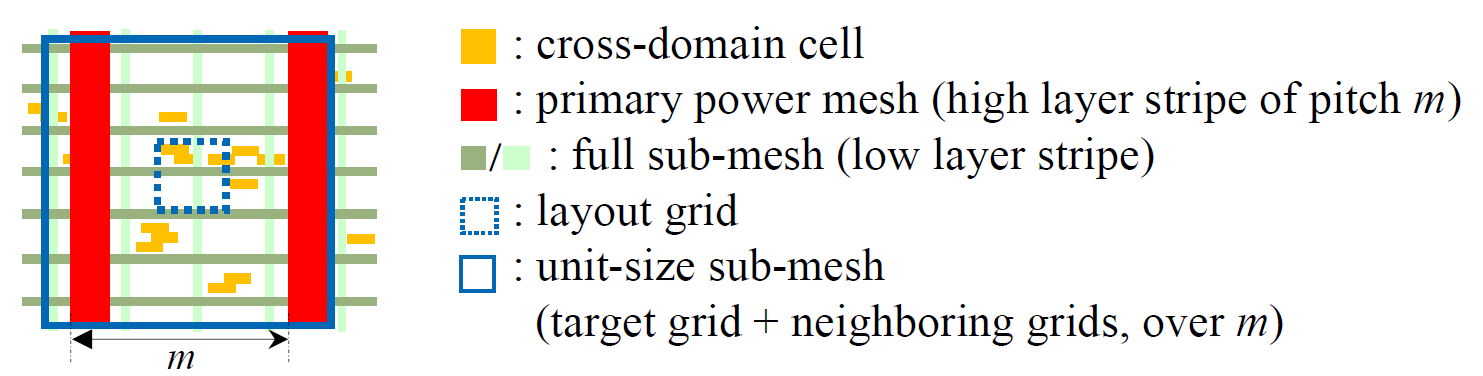 : cross-domain cell
: primary power mesh (high layer stripe of pitch m)
/ : full sub-mesh (low layer stripe)
: layout grid
: unit-size sub-mesh
(target grid + neighboring grids, over m)
m